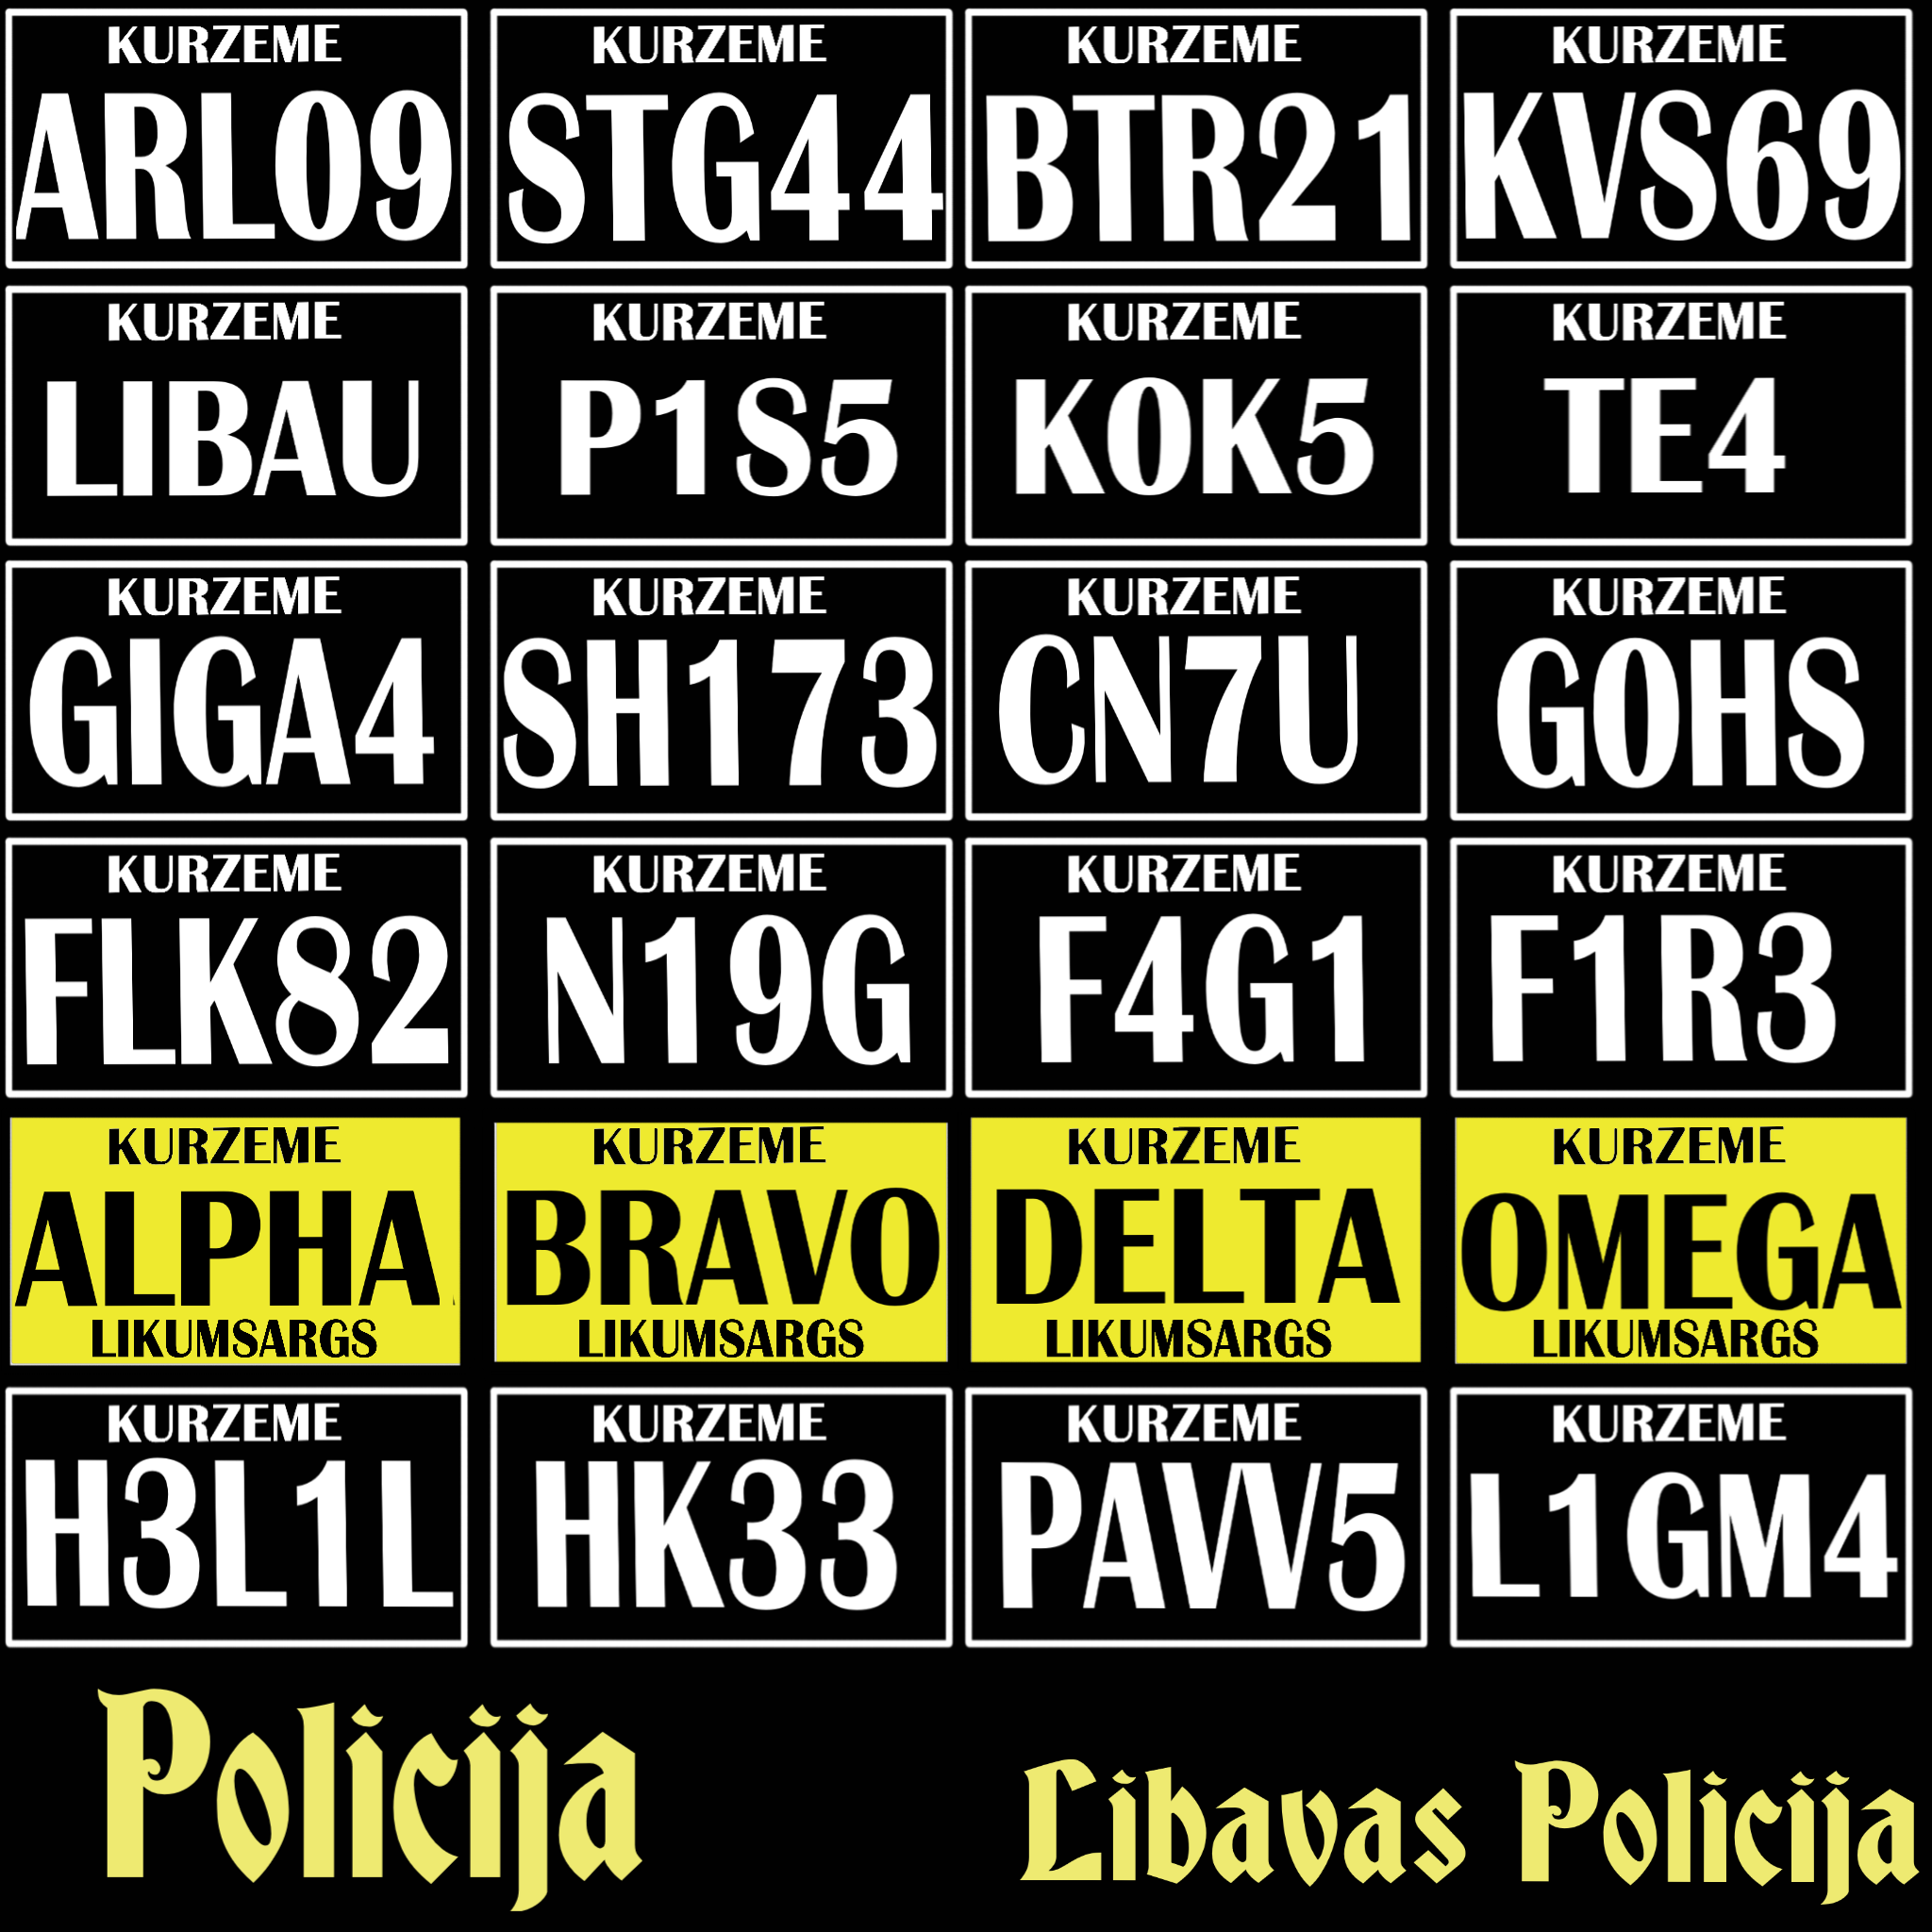 KURZEME KURZEME KURZEME KURZEME
ARL09 STG44 BTR21 KVS69
KURZEME KURZEME KURZEME KURZEME
LIBAU P1S5 K0K5 TE4
KURZEME KURZEME KURZEME KURZEME
GIGA4 SH173 CN7U G0HS
KURZEME KURZEME KURZEME KURZEME
FLK82 N19G F4G1 F1R3
KURZEME KURZEME KURZEME KURZEME
ALPHA BRAVO DELTA OMEGA
LIKUMSARGS LIKUMSARGS LIKUMSARGS LIKUMSARGS
KURZEME KURZEME KURZEME KURZEME
H3L1L HK33 PAVV5 L1GM4
Policija Libavas Policija